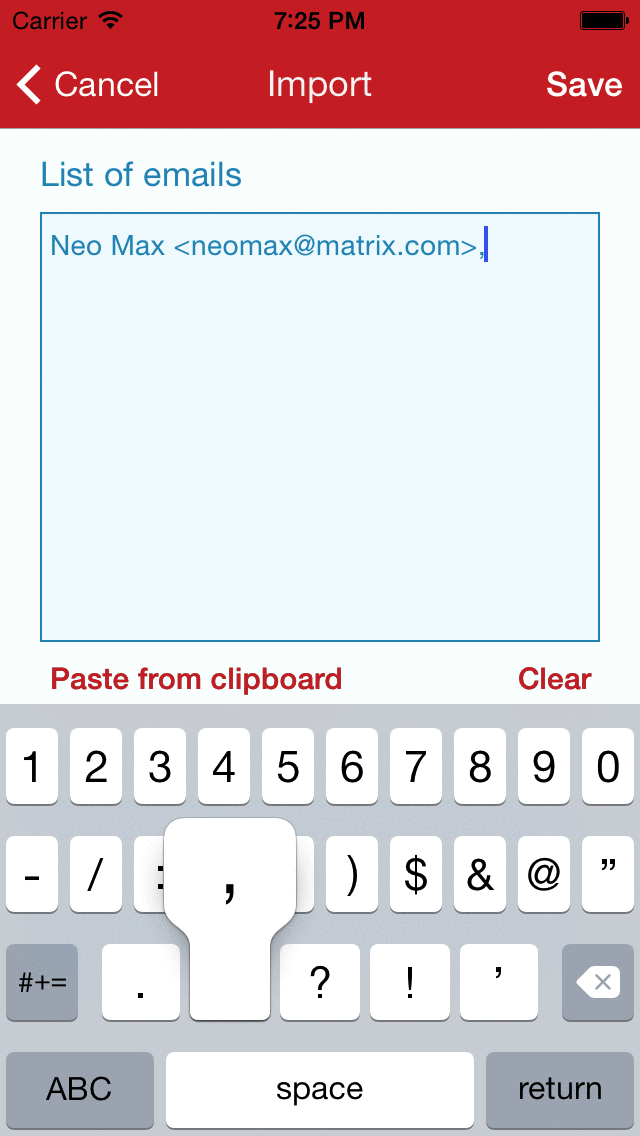 Carrier 7:25 PM
Cancel Import Save
List of emails
Neo Max <neomax@matrix.com>,
Paste from clipboard Clear
1 2 3 4 5 6 7 8 9 0
- / : ) $ & @ ”
#+= . , ? ! ’
ABC space return